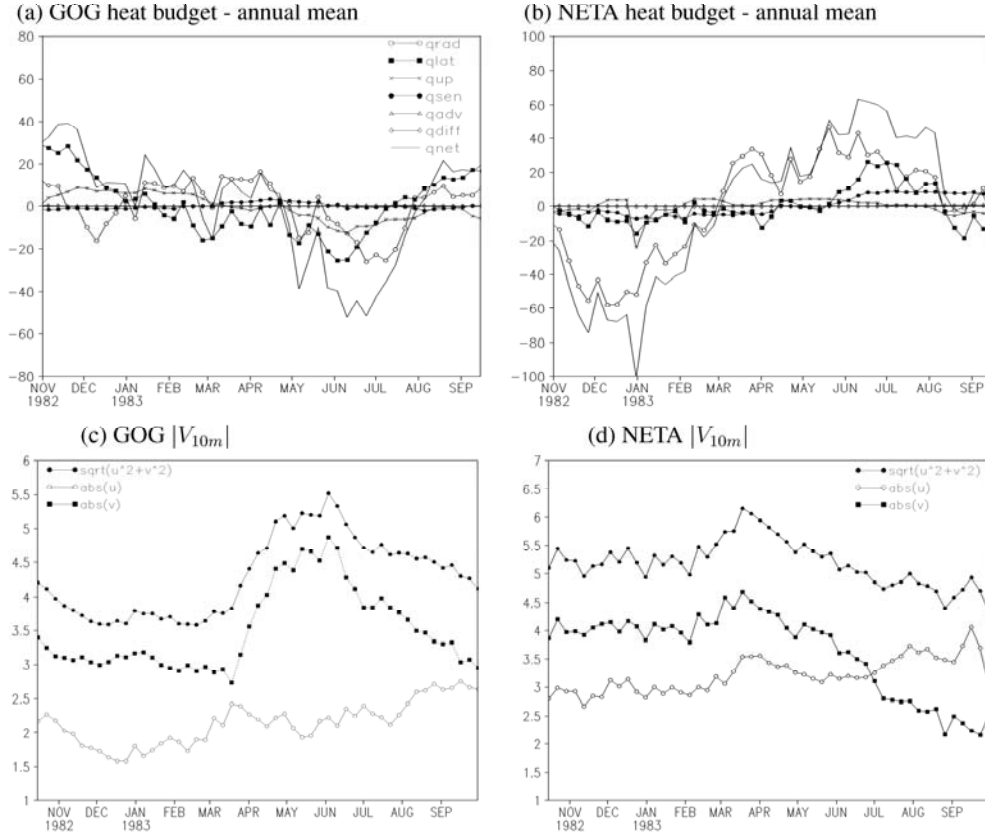 (a) GOG heat budget - annual mean
80
60
40
20
0
−20
−40
−60
−80
qrad
qlat
qup
qsen
qadv
qdiff
qnet
NOV DEC JAN FEB MAR APR MAY JUN JUL AUG SEP
1982 1983
(b) NETA heat budget - annual mean
100
80
60
40
20
0
−20
−40
−60
−80
−100
NOV DEC JAN FEB MAR APR MAY JUN JUL AUG SEP
1982 1983
(c) GOG |V10m|
6
5.5
5
4.5
4
3.5
3
2.5
2
1.5
1
sqrt(u^2+v^2)
abs(u)
abs(v)
NOV DEC JAN FEB MAR APR MAY JUN JUL AUG SEP
1982 1983
(d) NETA |V10m|
7
6.5
6
5.5
5
4.5
4
3.5
3
2.5
2
1.5
1
sqrt(u^2+v^2)
abs(u)
abs(v)
NOV DEC JAN FEB MAR APR MAY JUN JUL AUG SEP
1982 1983